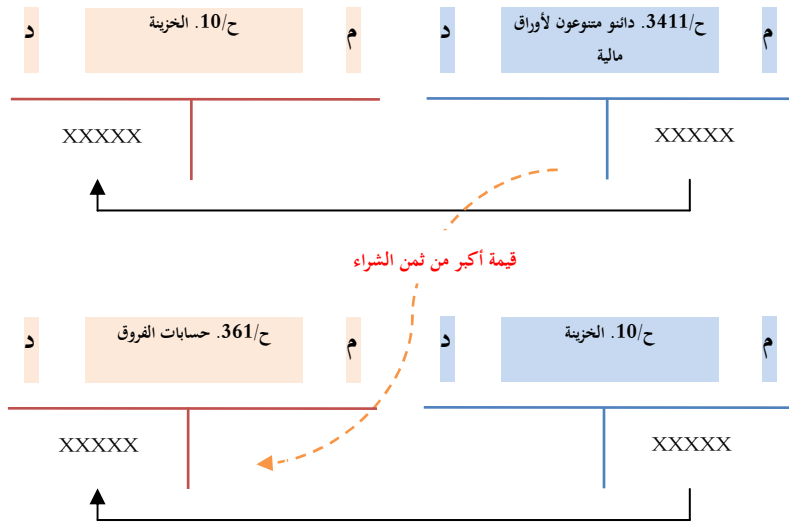 م ح/3411. دائنو متنوعون لأوراق مالية د
م ح/10. الخزينة د
XXXXX
XXXXX
قيمة أكبر من ثمن الشراء
م ح/10. الخزينة د
م ح/361. حسابات الفروق د
XXXXX
XXXXX